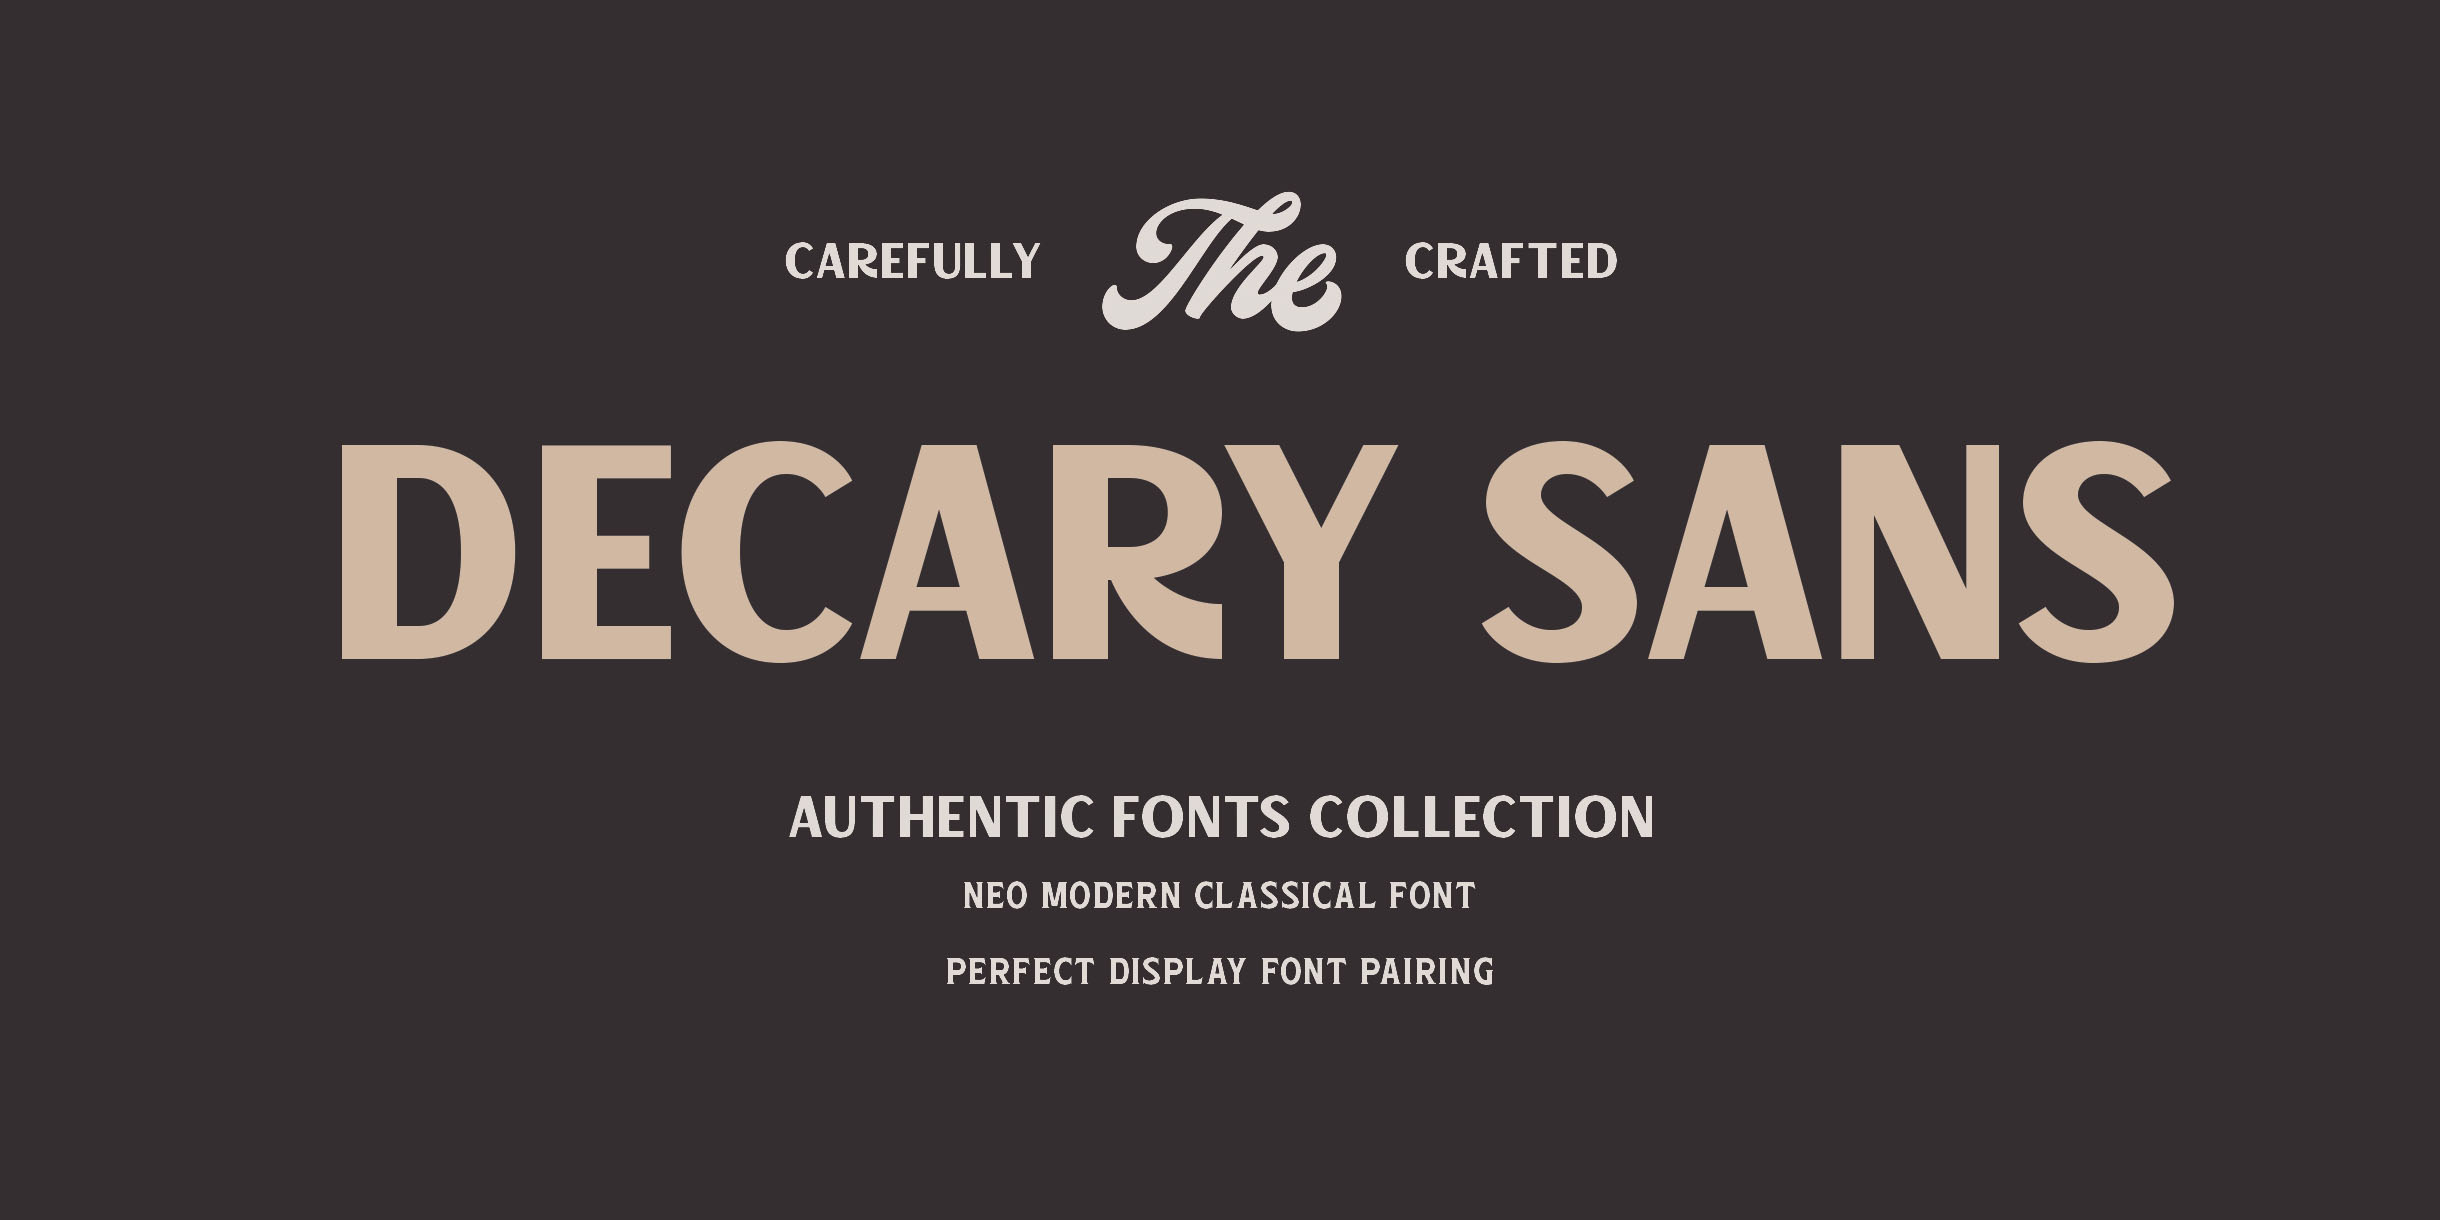 CAREFULLY The CRAFTED
DECARY SANS
AUTHENTIC FONTS COLLECTION
NEO MODERN CLASSICAL FONT
PERFECT DISPLAY FONT PAIRING